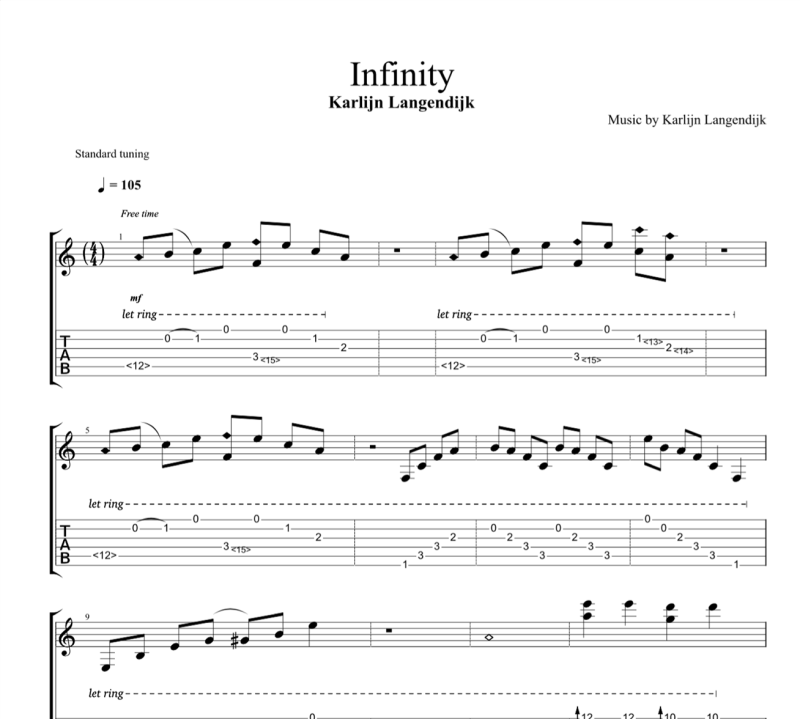 Infinity
Karlijn Langendijk
Music by Karlijn Langendijk
Standard tuning
= 105
Free time
1
4
4
mf
let ring let ring
T
A
B
<12> 0 1 0 3 <15> 0 1 2 <12> 0 1 0 3 <15> 0 1 <13> 2 <14>
5
let ring
T
A
B
<12> 0 1 0 3 <15> 0 1 2 1 3 3 2 0 2 3 3 0 2 3 3 0 0 2 3 3 1
9
let ring
0 12 12 10 10